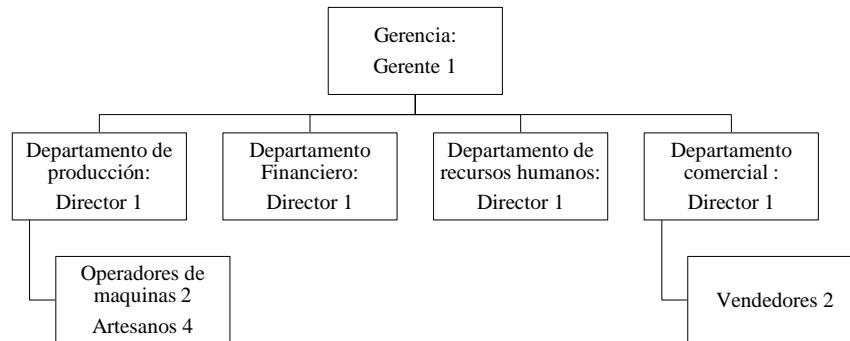 Gerencia:
Gerente 1
Departamento de
producción:
Director 1
Departamento
Financiero:
Director 1
Departamento de
recursos humanos:
Director 1
Departamento
comercial :
Director 1
Operadores de
maquinas 2
Artesanos 4
Vendedores 2